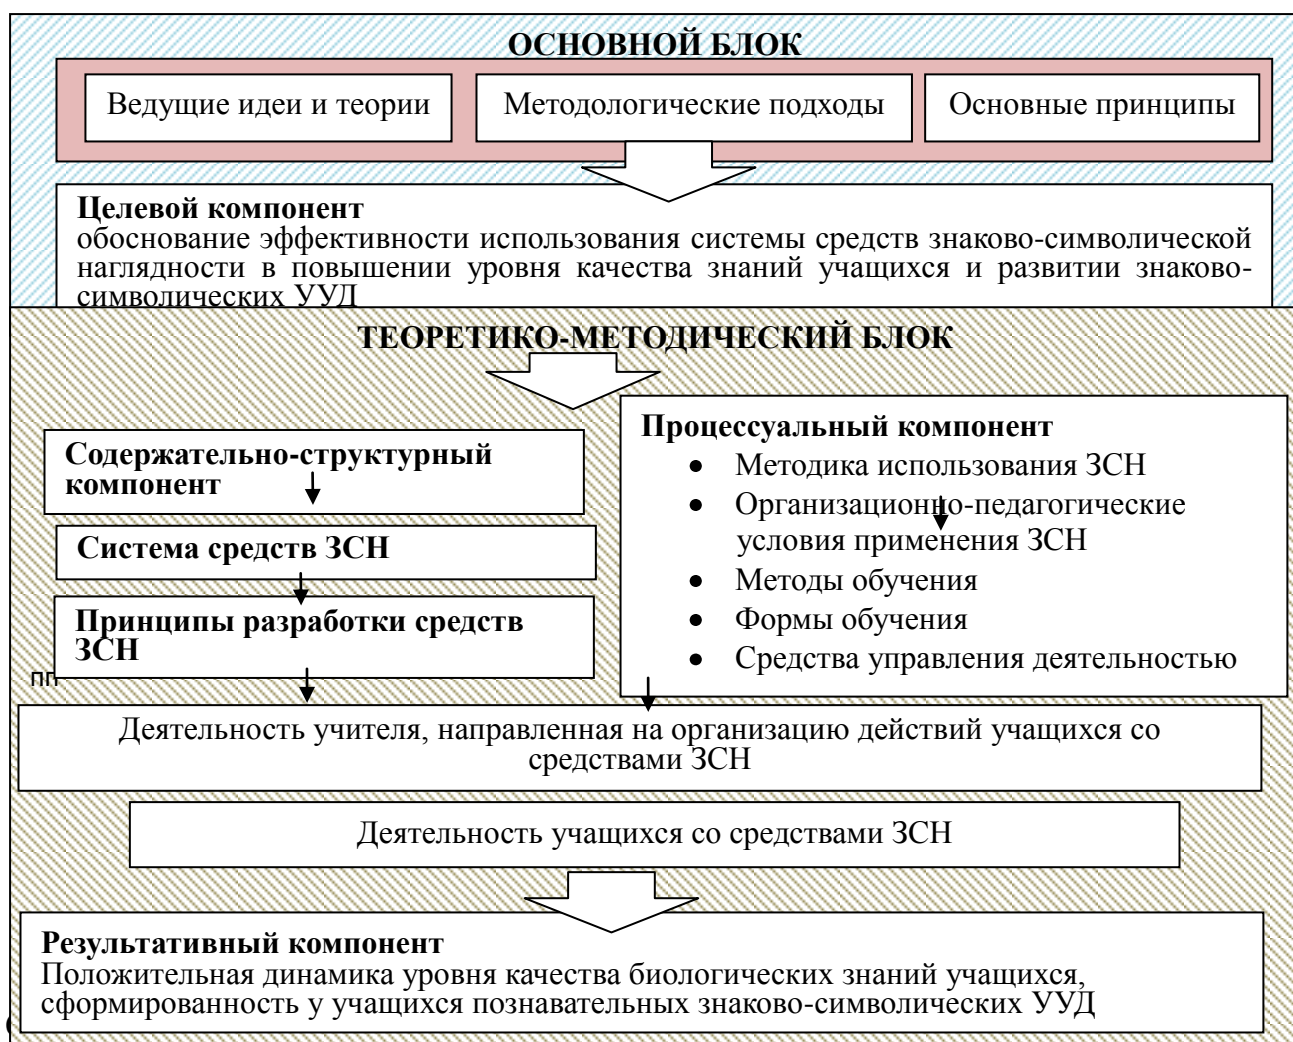 ОСНОВНОЙ БЛОК
Ведущие идеи и теории
Методологические подходы
Основные принципы
Целевой компонент
обоснование эффективности использования системы средств знаково-символической
наглядности в повышении уровня качества знаний учащихся и развитии знаково-
символических УУД
ТЕОРЕТИКО-МЕТОДИЧЕСКИЙ БЛОК
Содержательно-структурный
компонент
Система средств ЗСН
Принципы разработки средств
ЗСН
пп
Процессуальный компонент
• Методика использования ЗСН
• Организационно-педагогические
условия применения ЗСН
• Методы обучения
• Формы обучения
• Средства управления деятельностью
Деятельность учителя, направленная на организацию действий учащихся со
средствами ЗСН
Деятельность учащихся со средствами ЗСН
Результативный компонент
Положительная динамика уровня качества биологических знаний учащихся,
сформированность у учащихся познавательных знаково-символических УУД